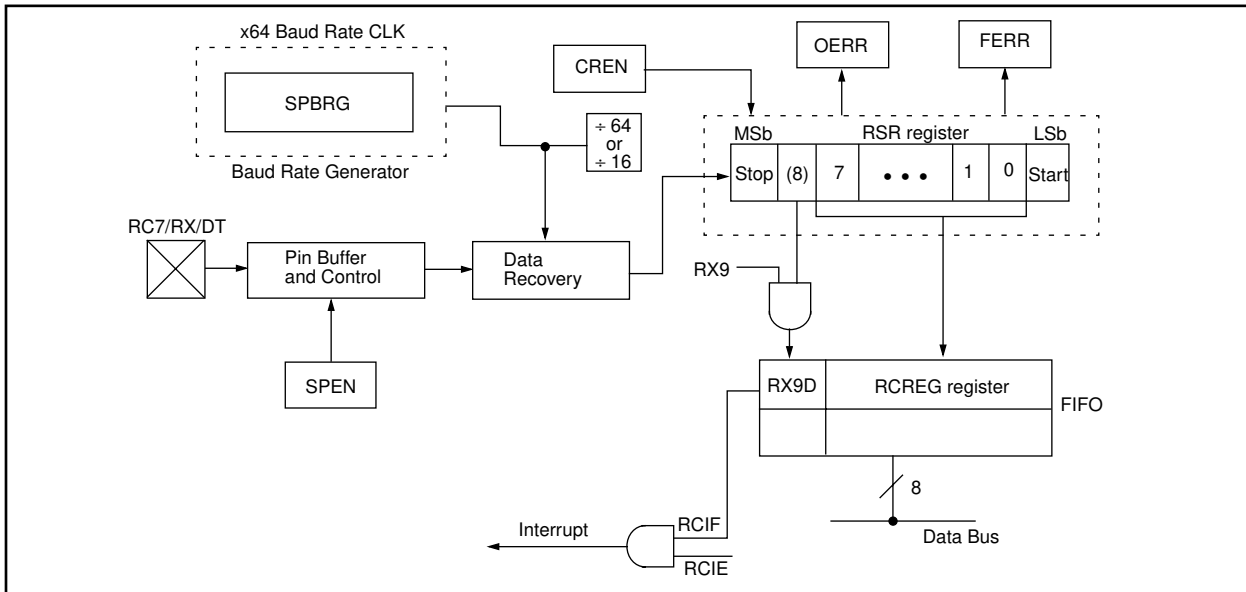 x64 Baud Rate CLK
SPBRG
Baud Rate Generator
CREN
OERR
FERR
÷ 64
or
÷ 16
MSb
RSR register
LSb
Stop
(8)
7
• • •
1
0
Start
RC7/RX/DT
Pin Buffer
and Control
Data
Recovery
SPEN
RX9
RX9D
RCREG register
FIFO
8
Data Bus
Interrupt
RCIF
RCIE